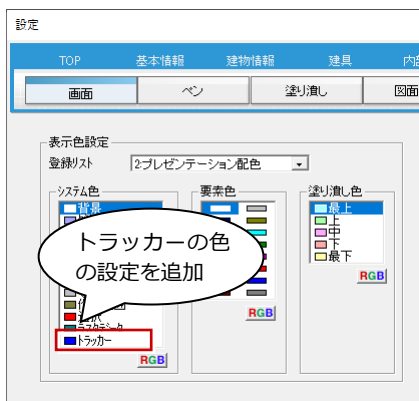 設定
TOP 基本情報 建物情報 建具
画面 ペン 塗り潰し 図面
表示色設定
登録リスト 2:プレゼンテーション配色
システム色 要素色 塗り潰し色
背景 最上
上
中
下
最下
トラッカーの色
の設定を追加
選択
ラスタデータ
トラッカー
RGB RGB RGB